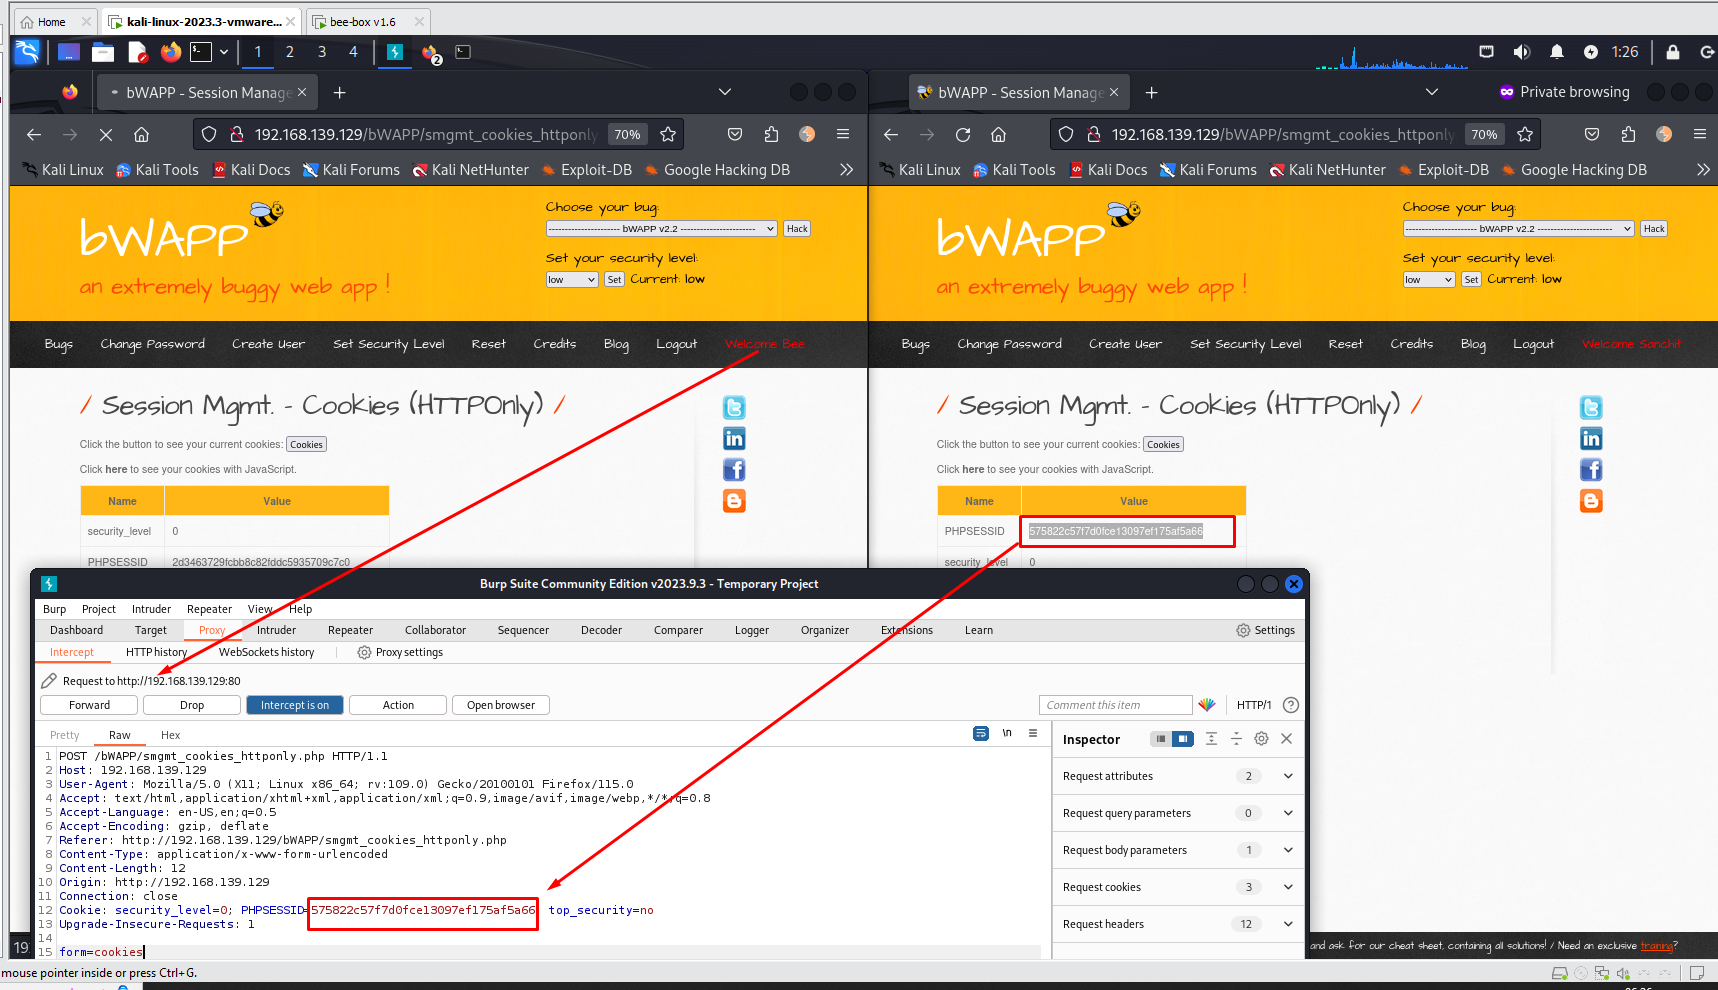 Home
kali-linux-2023.3-vmware...
bee-box v1.6
1 2 3 4
2
1:26
bWAPP - Session Manage
192.168.139.129/bWAPP/smgmt_cookies_httponly
70%
Kali Linux Kali Tools Kali Docs Kali Forums Kali NetHunter Exploit-DB Google Hacking DB
bWAPP
an extremely buggy web app !
Choose your bug:
---------------------- bWAPP v2.2 ----------------------- Hack
Set your security level:
low Set Current: low
Bugs Change Password Create User Set Security Level Reset Credits Blog Logout Welcome Bee
/ Session Mgmt. - Cookies (HTTPOnly) /
Click the button to see your current cookies: Cookies
Click here to see your cookies with JavaScript.
Name Value
security_level 0
PHPSESSID 2d3463729fcbb8c82fddc5935709c7c0
bWAPP - Session Manage
Private browsing
192.168.139.129/bWAPP/smgmt_cookies_httponly
70%
Kali Linux Kali Tools Kali Docs Kali Forums Kali NetHunter Exploit-DB Google Hacking DB
bWAPP
an extremely buggy web app !
Choose your bug:
---------------------- bWAPP v2.2 ----------------------- Hack
Set your security level:
low Set Current: low
Bugs Change Password Create User Set Security Level Reset Credits Blog Logout Welcome Sanchit
/ Session Mgmt. - Cookies (HTTPOnly) /
Click the button to see your current cookies: Cookies
Click here to see your cookies with JavaScript.
Name Value
PHPSESSID 575822c57f7d0fce13097ef175af5a66
security_level 0
Burp Suite Community Edition v2023.9.3 - Temporary Project
Burp Project Intruder Repeater View Help
Dashboard Target Proxy Intruder Repeater Collaborator Sequencer Decoder Comparer Logger Organizer Extensions Learn Settings
Intercept HTTP history WebSockets history Proxy settings
Request to http://192.168.139.129:80
Forward Drop Intercept is on Action Open browser Comment this item HTTP/1
Pretty Raw Hex \n
1 POST /bWAPP/smgmt_cookies_httponly.php HTTP/1.1
2 Host: 192.168.139.129
3 User-Agent: Mozilla/5.0 (X11; Linux x86_64; rv:109.0) Gecko/20100101 Firefox/115.0
4 Accept: text/html,application/xhtml+xml,application/xml;q=0.9,image/avif,image/webp,*/*;q=0.8
5 Accept-Language: en-US,en;q=0.5
6 Accept-Encoding: gzip, deflate
7 Referer: http://192.168.139.129/bWAPP/smgmt_cookies_httponly.php
8 Content-Type: application/x-www-form-urlencoded
9 Content-Length: 12
10 Origin: http://192.168.139.129
11 Connection: close
12 Cookie: security_level=0; PHPSESSID=575822c57f7d0fce13097ef175af5a66 top_security=no
13 Upgrade-Insecure-Requests: 1
14
15 form=cookies
Inspector
Request attributes 2
Request query parameters 0
Request body parameters 1
Request cookies 3
Request headers 12
19
and ask for our cheat sheet, containing all solutions! / Need an exclusive training?
mouse pointer inside or press Ctrl+G.